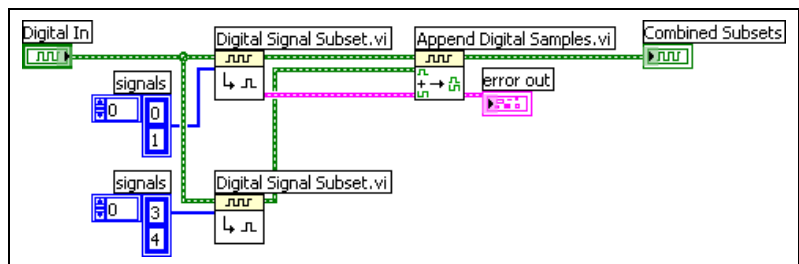 Digital In
Digital Signal Subset.vi
Append Digital Samples.vi
Combined Subsets
signals
0
0
1
error out
signals
0
3
4
Digital Signal Subset.vi